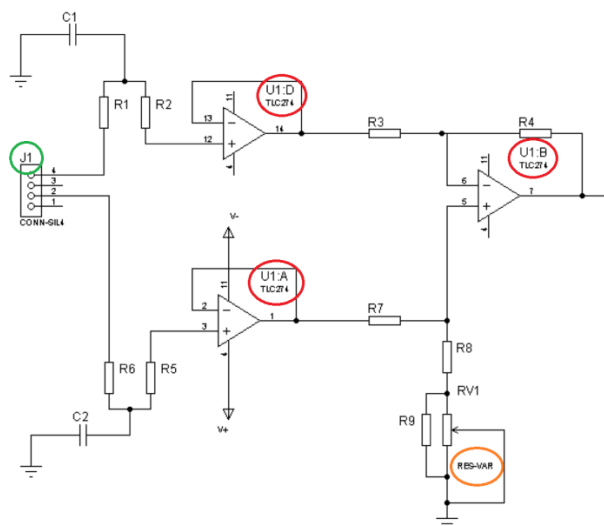 C1
R1
R2
U1:D
TLC274
11
13
12
14
4
R3
R4
U1:B
TLC274
11
6
5
7
4
J1
4
3
2
1
CONN-SIL4
V-
U1:A
TLC274
11
2
3
1
4
V+
R6
R5
C2
R7
R8
RV1
R9
RES-VAR